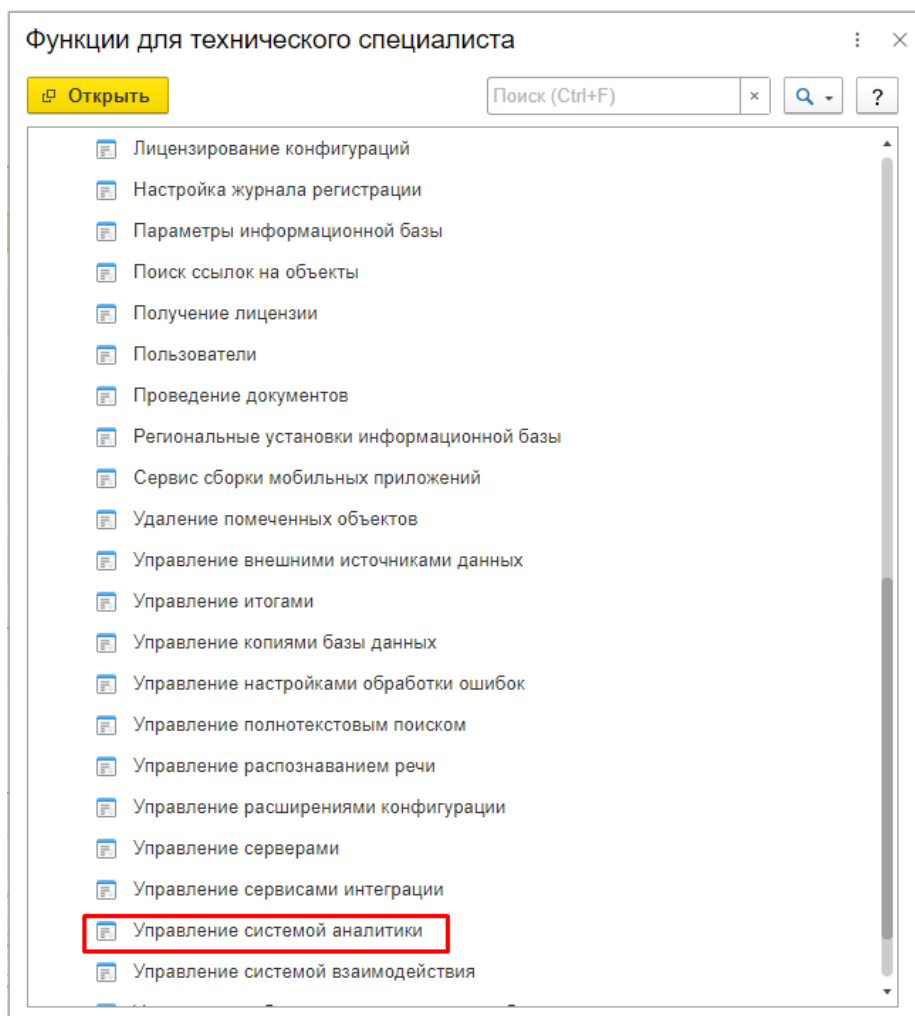 Функции для технического специалиста
Открыть
Поиск (Ctrl+F)
×
?
Лицензирование конфигураций
Настройка журнала регистрации
Параметры информационной базы
Поиск ссылок на объекты
Получение лицензии
Пользователи
Проведение документов
Региональные установки информационной базы
Сервис сборки мобильных приложений
Удаление помеченных объектов
Управление внешними источниками данных
Управление итогами
Управление копиями базы данных
Управление настройками обработки ошибок
Управление полнотекстовым поиском
Управление распознаванием речи
Управление расширениями конфигурации
Управление серверами
Управление сервисами интеграции
Управление системой аналитики
Управление системой взаимодействия